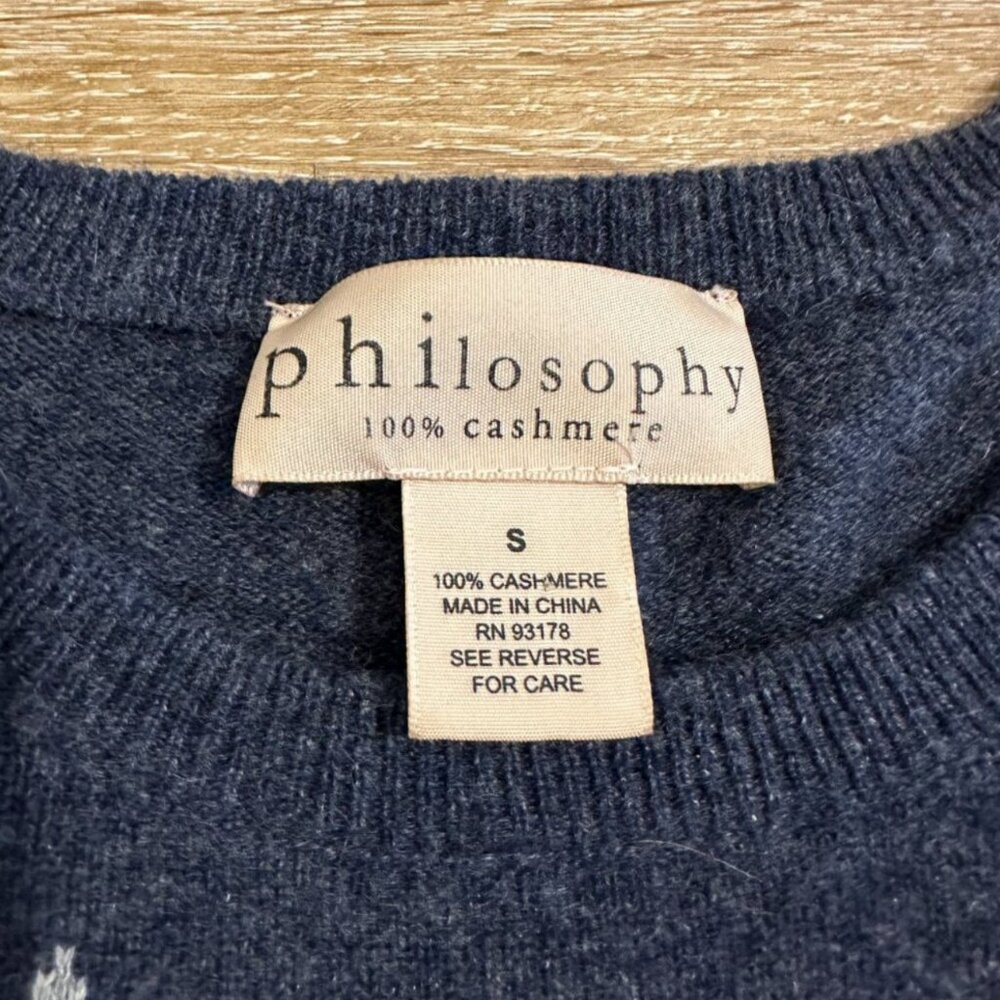 philosophy
100% cashmere
S
100% CASHMERE
MADE IN CHINA
RN 93178
SEE REVERSE
FOR CARE